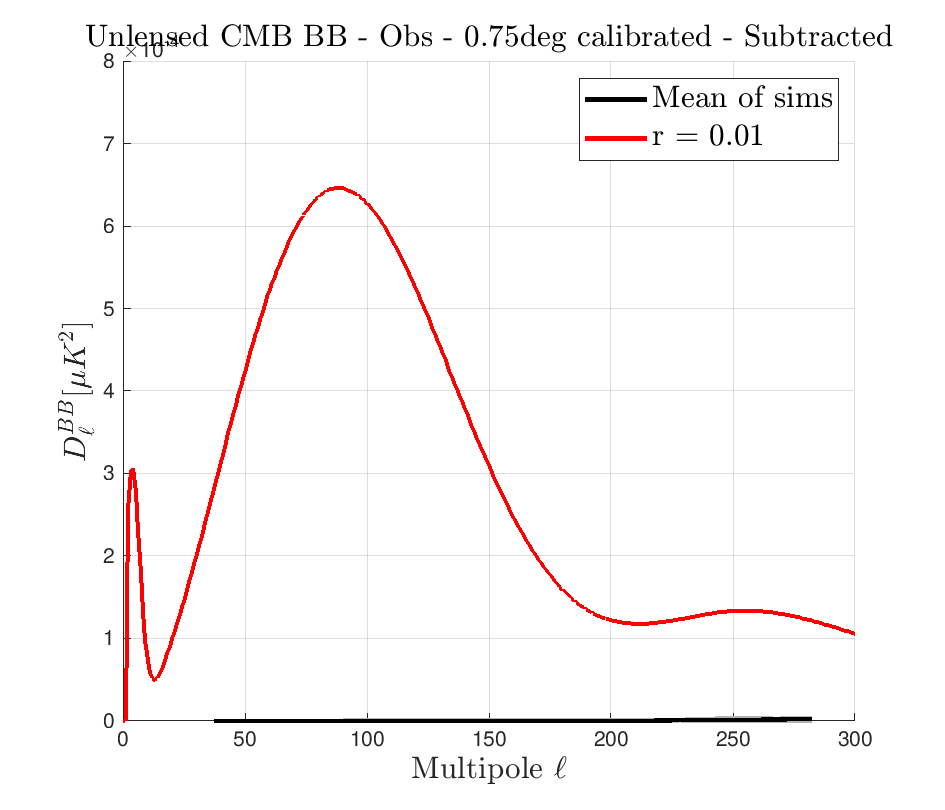 Unlensed CMB BB - Obs - 0.75deg calibrated - Subtracted
8
7
6
5
4
3
2
1
0
Mean of sims
r = 0.01
D_ℓ^{BB}[μK^2]
0 50 100 150 200 250 300
Multipole ℓ